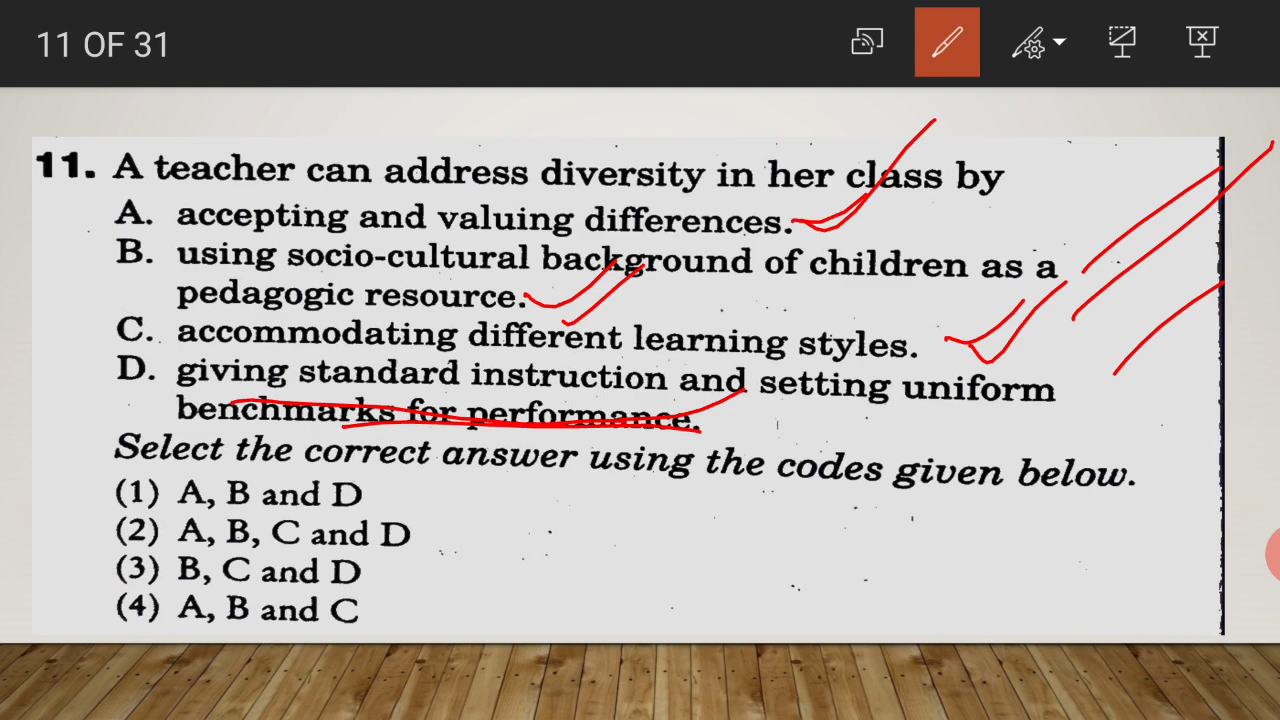 11 OF 31
11. A teacher can address diversity in her class by
A. accepting and valuing differences.
B. using socio-cultural background of children as a
pedagogic resource.
C. accommodating different learning styles.
D. giving standard instruction and setting uniform
benchmarks for performance.
Select the correct answer using the codes given below.
(1) A, B and D
(2) A, B, C and D
(3) B, C and D
(4) A, B and C